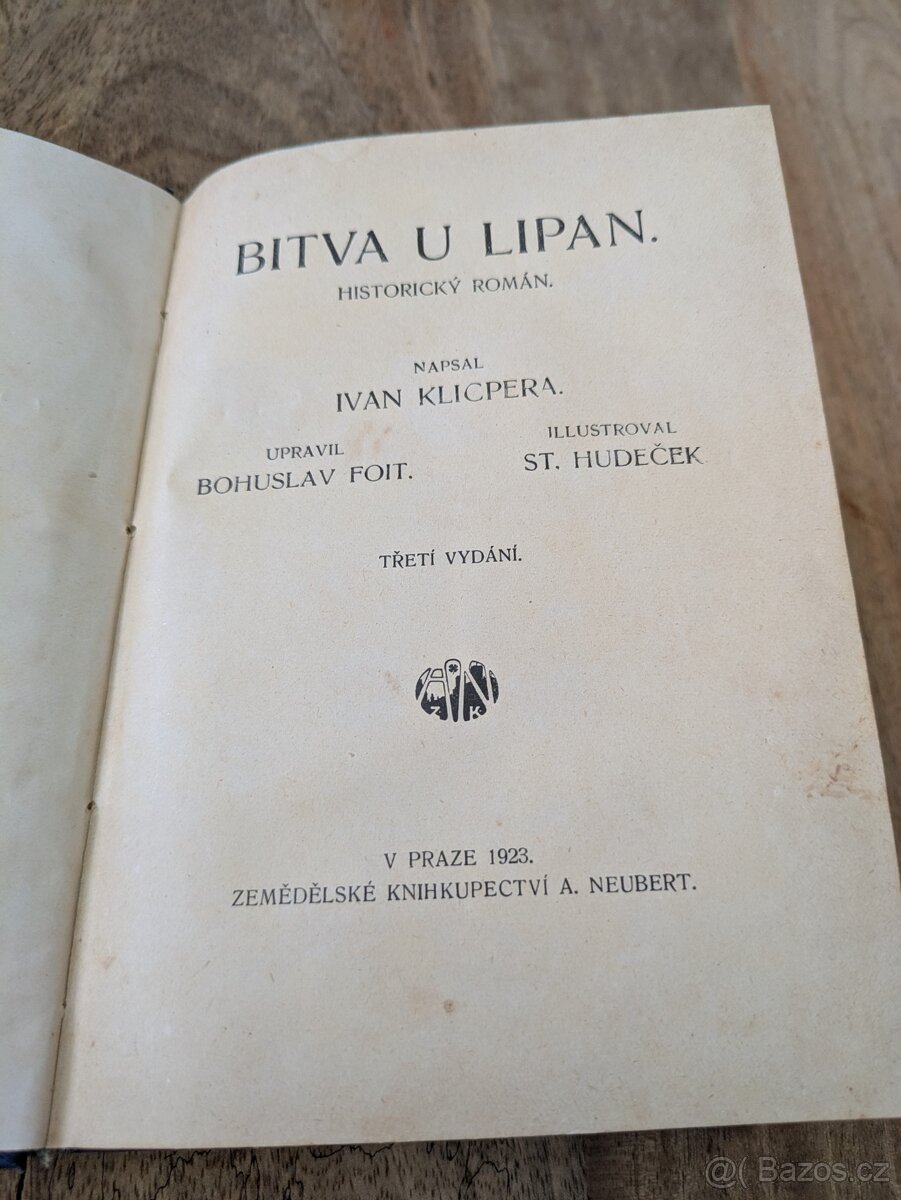 BITVA U LIPAN.
HISTORICKÝ ROMÁN.
NAPSAL
IVAN KLICPERA.
UPRAVIL
BOHUSLAV FOIT.
ILLUSTROVAL
ST. HUDEČEK
TŘETÍ VYDÁNÍ.
Z. K.
V PRAZE 1923.
ZEMĚDĚLSKÉ KNIHKUPECTVÍ A. NEUBERT.
@( Bazos.cz